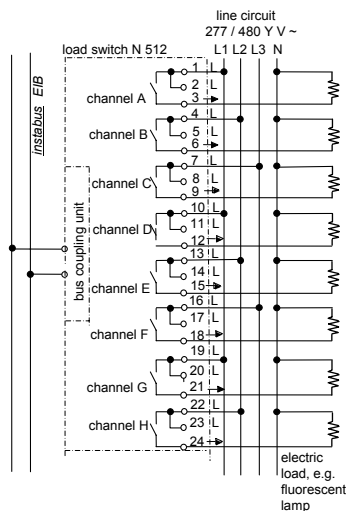 line circuit
277 / 480 Y V ~
load switch N 512
L1 L2 L3 N
instabus EIB
bus coupling unit
1 L
2 L
channel A
3
4 L
channel B
5 L
6
7 L
channel C
8 L
9
10 L
channel D
11 L
12
13 L
14 L
channel E
15
16 L
17 L
channel F
18
19 L
20 L
channel G
21
22 L
channel H
23 L
24
electric
load, e.g.
fluorescent
lamp